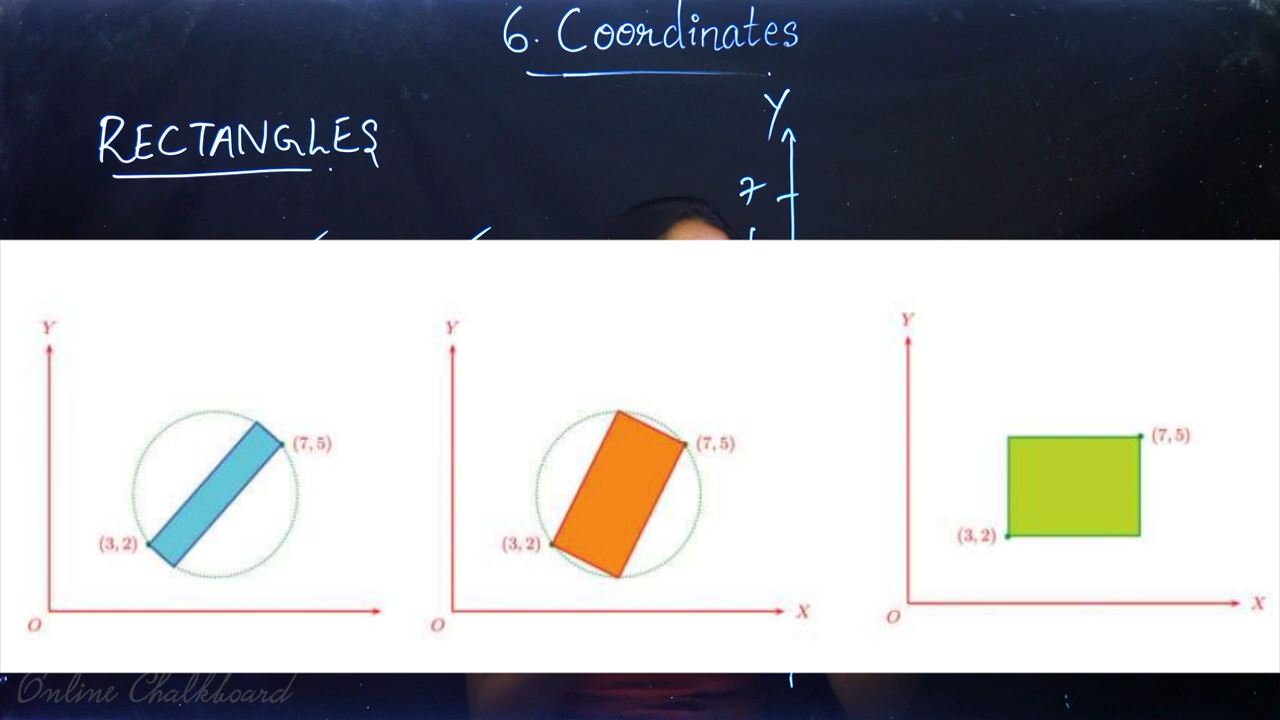 6. Coordinates
RECTANGLES
Y
7
Y
(7, 5)
(3, 2)
O
Y
(7, 5)
(3, 2)
O
X
Y
(7, 5)
(3, 2)
O
X
Online Chalkboard